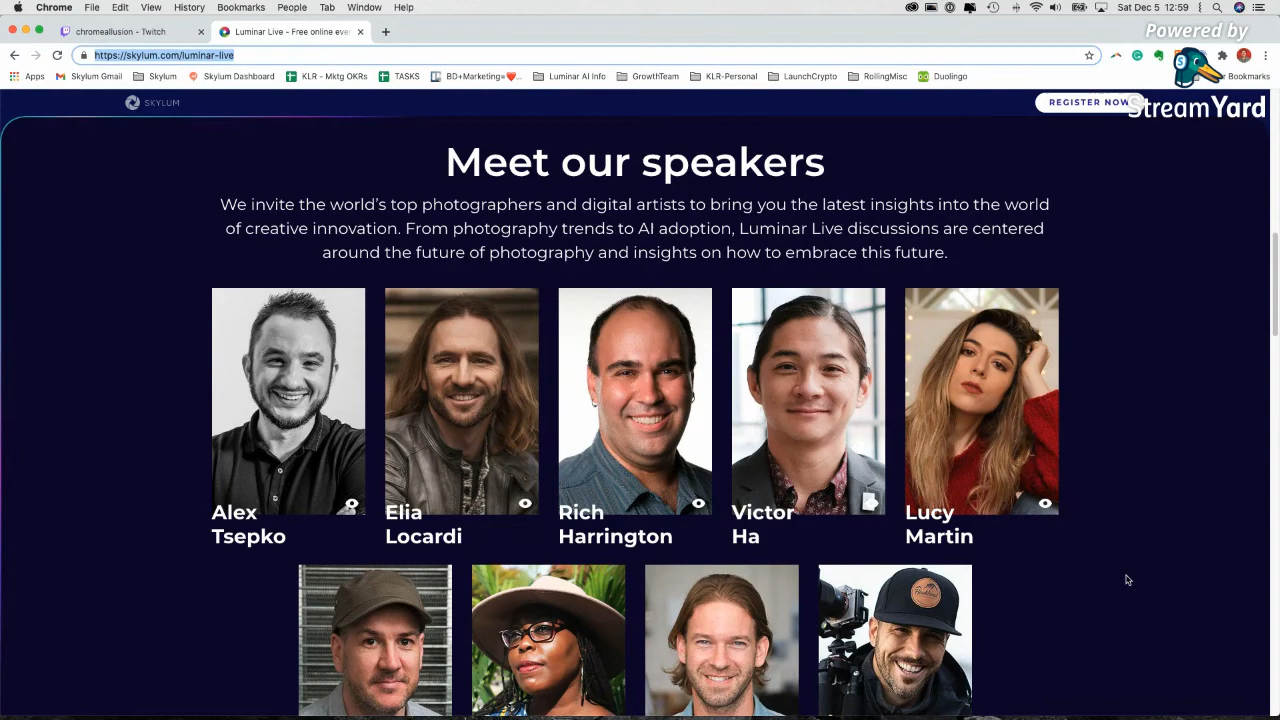 Chrome File Edit View History Bookmarks People Tab Window Help Sat Dec 5 12:59
chromeallusion - Twitch Luminar Live - Free online eve
Powered by
https://skylum.com/luminar-live
Apps Skylum Gmail Skylum Skylum Dashboard KLR - Mktg OKRs TASKS BD+Marketing=❤️... Luminar AI Info GrowthTeam KLR-Personal LaunchCrypto RollingMisc Duolingo Bookmarks
SKYLUM REGISTER NOW
StreamYard
Meet our speakers
We invite the world's top photographers and digital artists to bring you the latest insights into the world
of creative innovation. From photography trends to AI adoption, Luminar Live discussions are centered
around the future of photography and insights on how to embrace this future.
Alex
Tsepko
Elia
Locardi
Rich
Harrington
Victor
Ha
Lucy
Martin